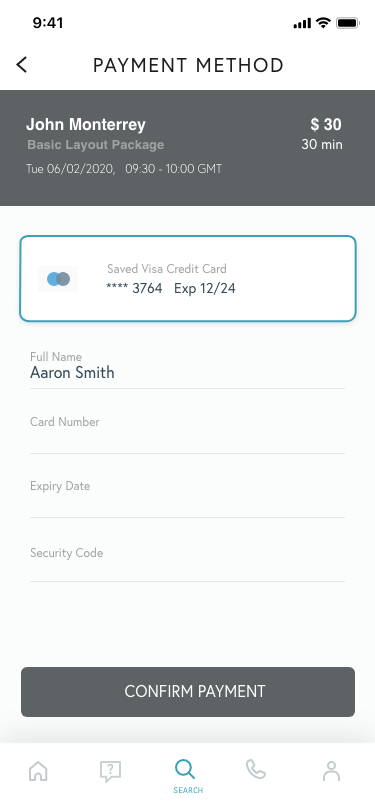 9:41
PAYMENT METHOD
John Monterrey $ 30
Basic Layout Package 30 min
Tue 06/02/2020, 09:30 - 10:00 GMT
Saved Visa Credit Card
**** 3764 Exp 12/24
Full Name
Aaron Smith
Card Number
Expiry Date
Security Code
CONFIRM PAYMENT
?
SEARCH